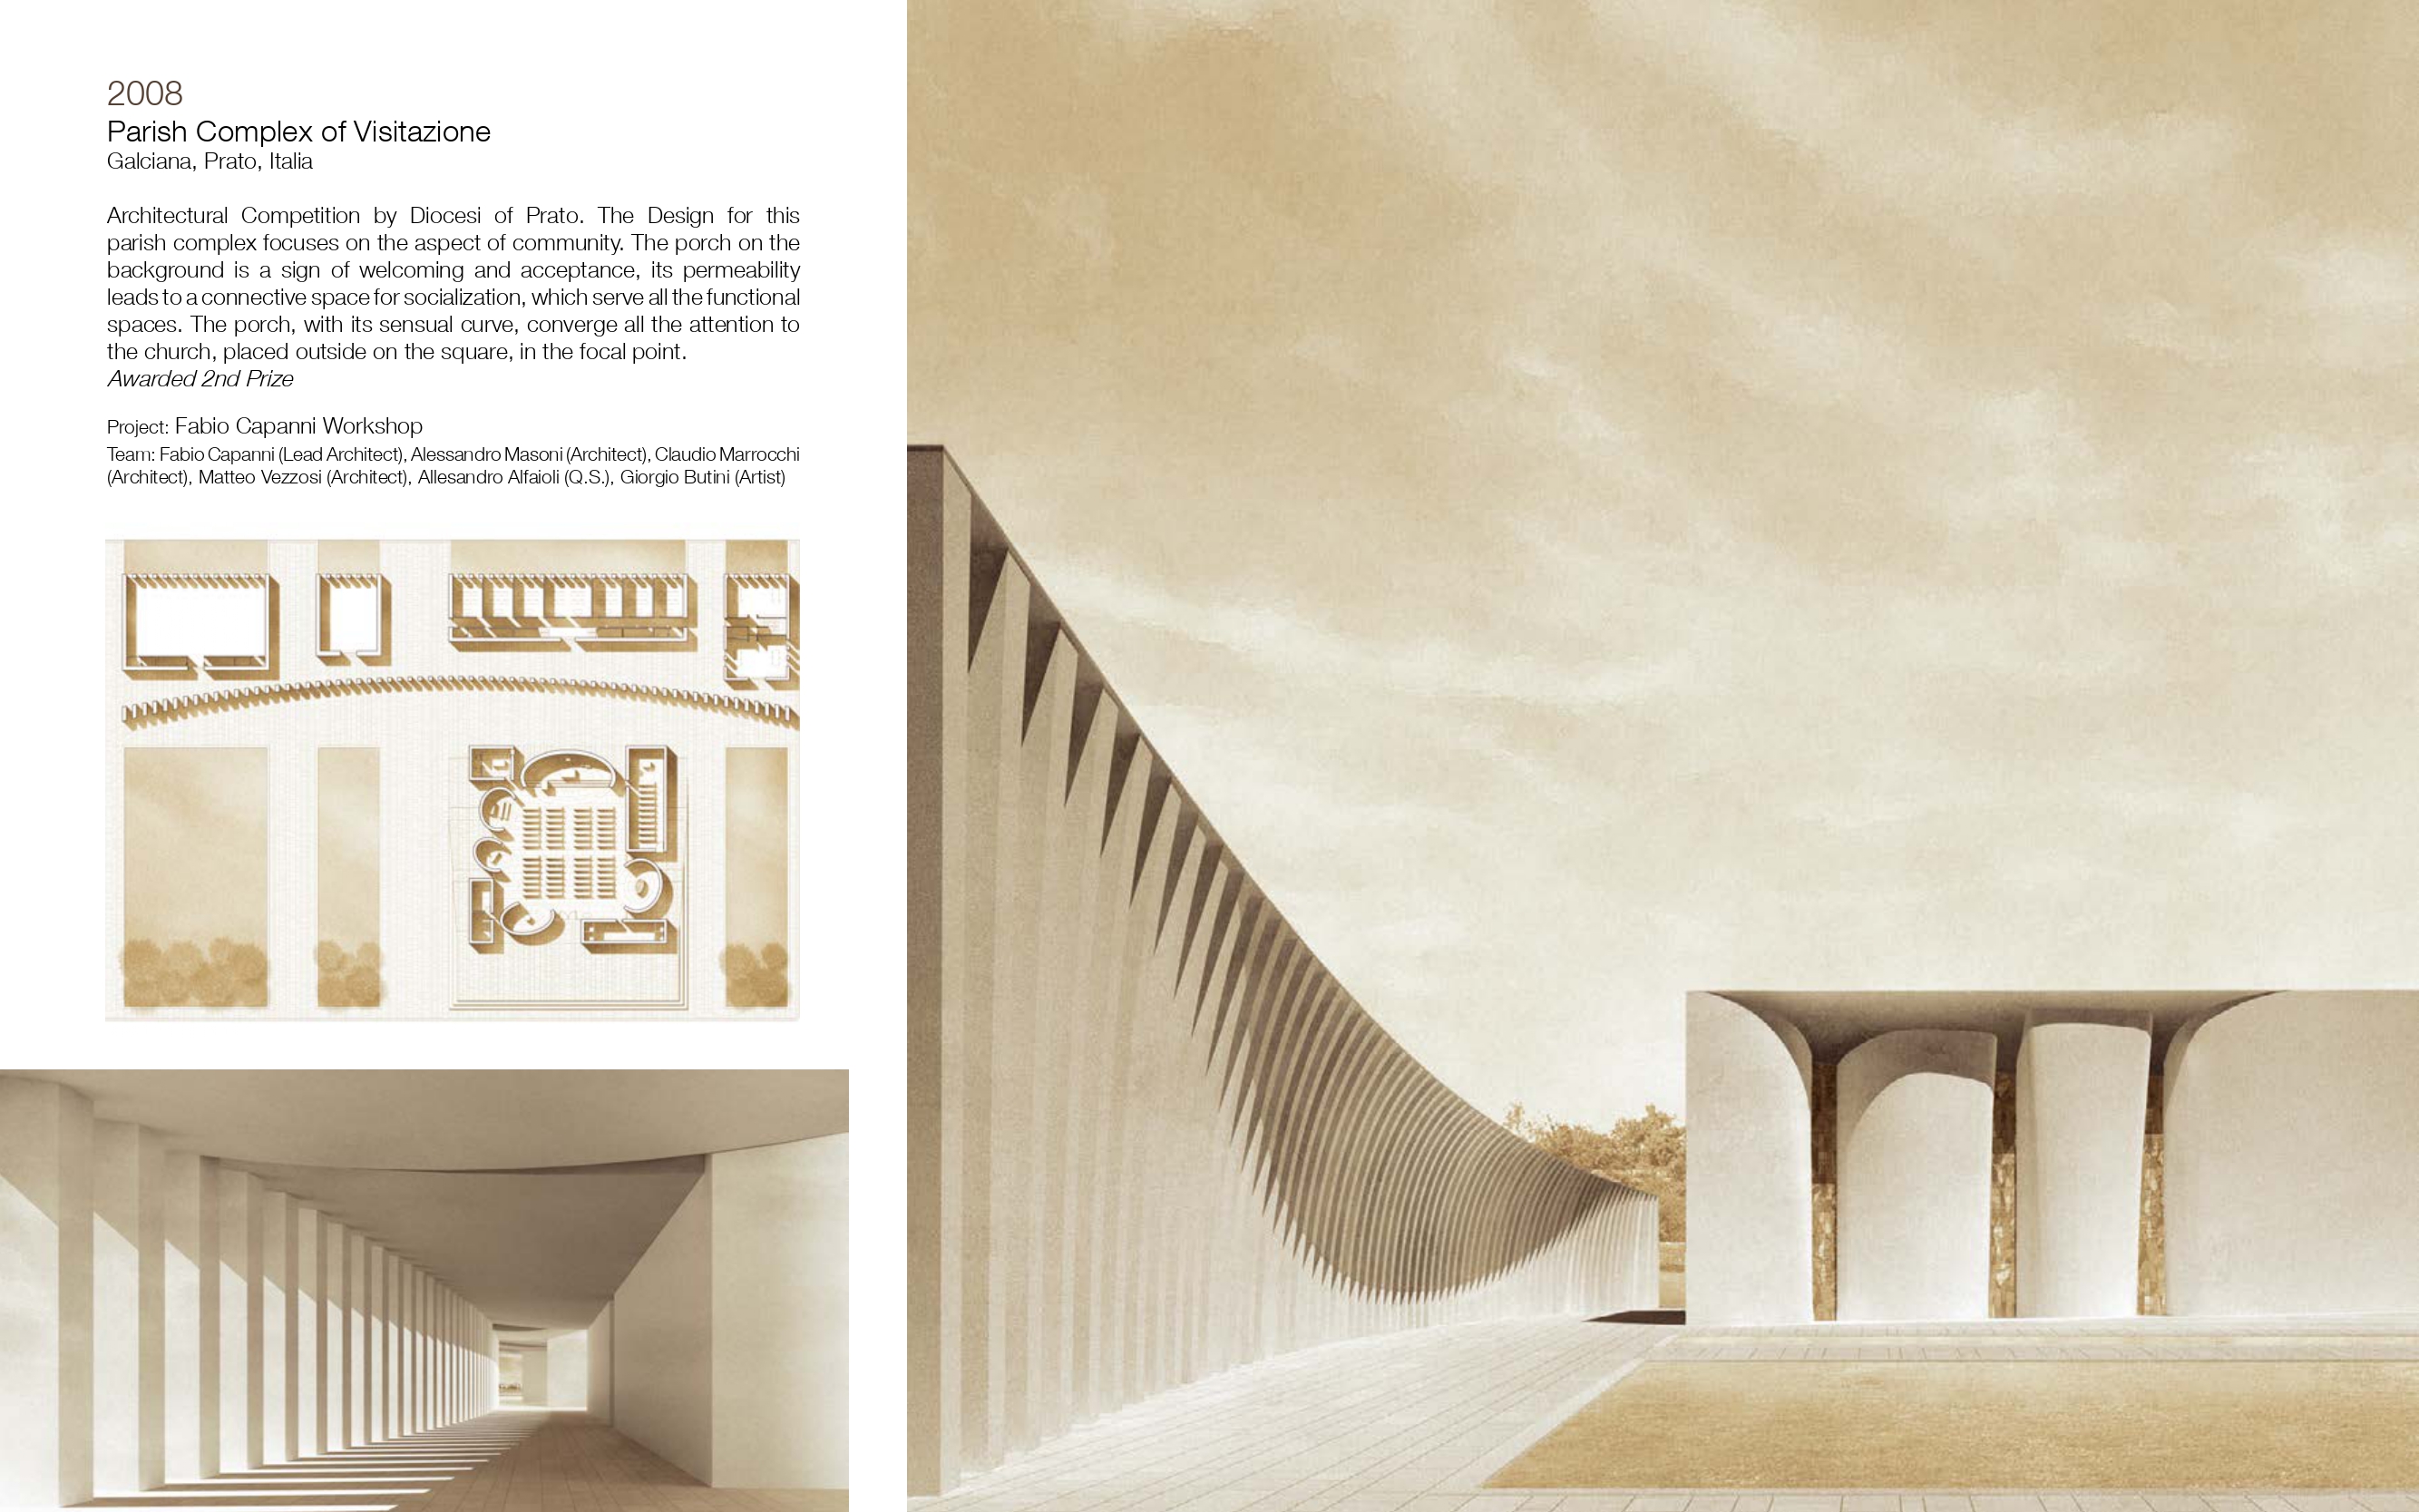 2008
Parish Complex of Visitazione
Galciana, Prato, Italia
Architectural Competition by Diocesi of Prato. The Design for this
parish complex focuses on the aspect of community. The porch on the
background is a sign of welcoming and acceptance, its permeability
leads to a connective space for socialization, which serve all the functional
spaces. The porch, with its sensual curve, converge all the attention to
the church, placed outside on the square, in the focal point.
Awarded 2nd Prize
Project: Fabio Capanni Workshop
Team: Fabio Capanni (Lead Architect), Alessandro Masoni (Architect), Claudio Marrocchi
(Architect), Matteo Vezzosi (Architect), Allesandro Alfaioli (Q.S.), Giorgio Butini (Artist)